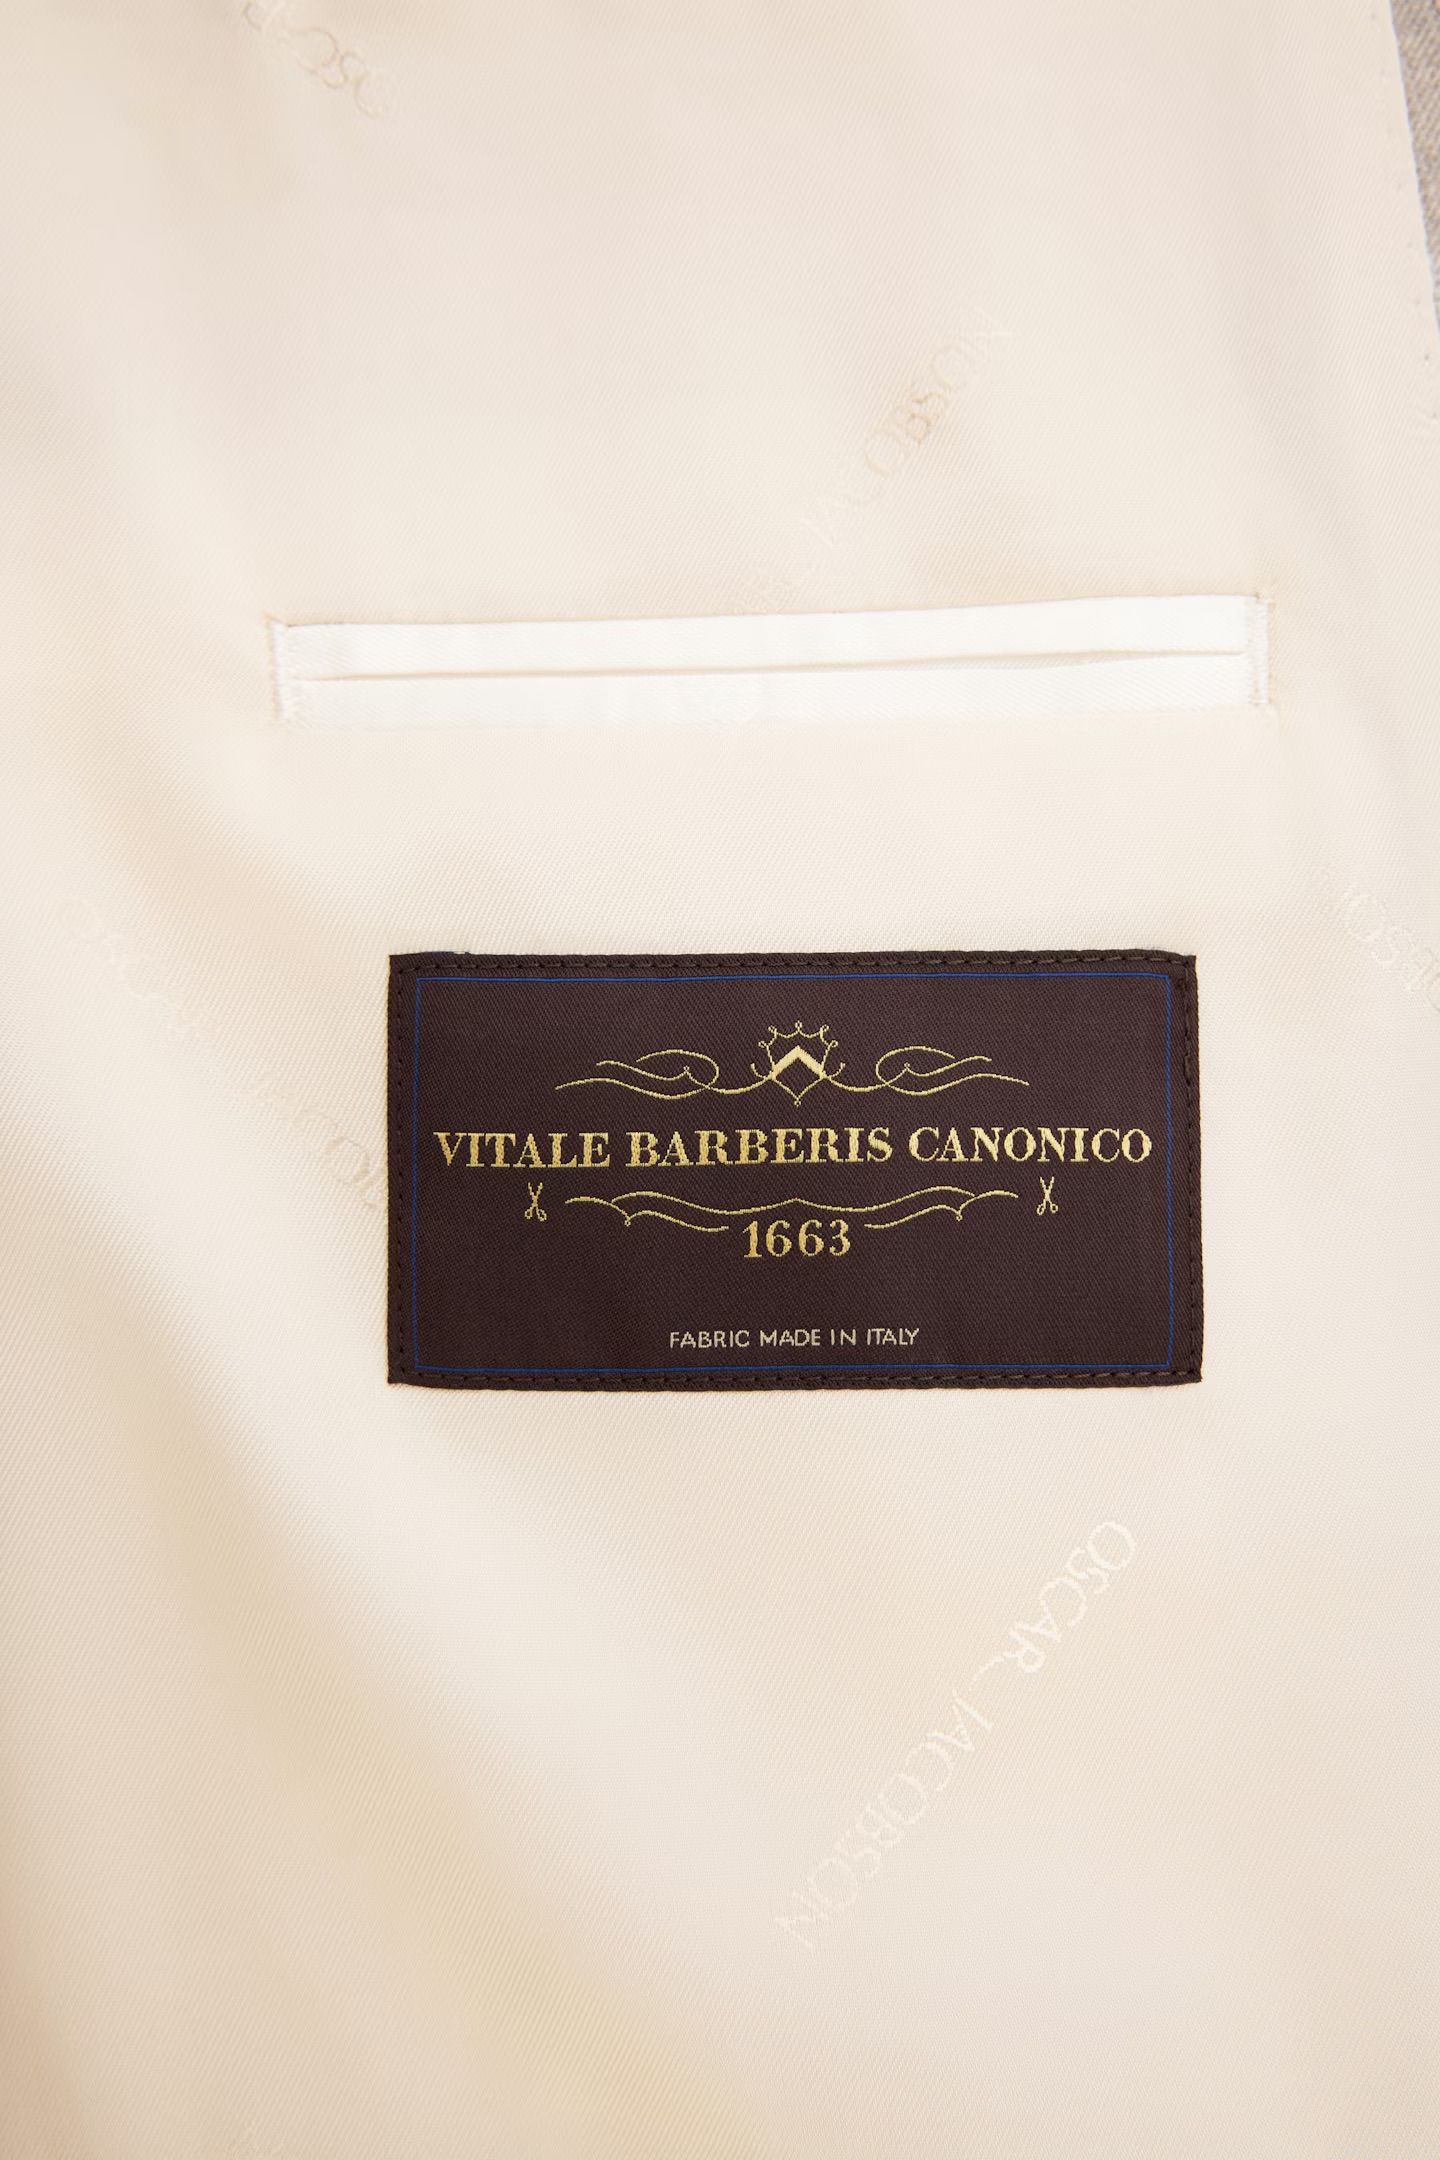 OSCAR
JACOBSON
VITALE BARBERIS CANONICO
1663
FABRIC MADE IN ITALY
OSCAR JACOBSON